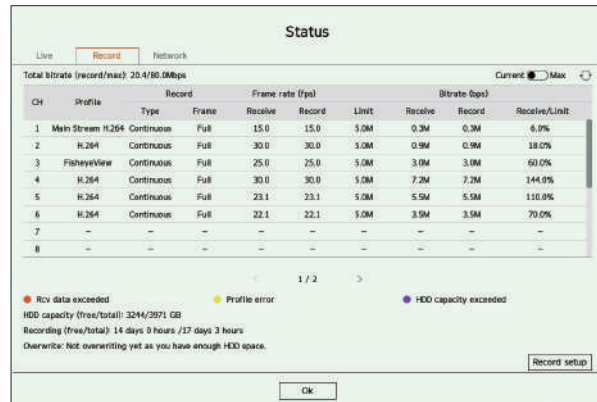 Status
Live Record Network
Total bitrate (record/max): 20.4/80.0Mbps Current Max
CH Profile Record Frame rate (fps) Bitrate (bps)
Type Frame Receive Record Limit Receive Record Receive/Limit
1 Main Stream H.264 Continuous Full 15.0 15.0 5.0M 0.3M 0.3M 6.0%
2 H.264 Continuous Full 30.0 30.0 5.0M 0.9M 0.9M 18.0%
3 FisheyeView Continuous Full 25.0 25.0 5.0M 3.0M 3.0M 60.0%
4 H.264 Continuous Full 30.0 30.0 5.0M 7.2M 7.2M 144.0%
5 H.264 Continuous Full 23.1 23.1 5.0M 5.5M 5.5M 110.0%
6 H.264 Continuous Full 22.1 22.1 5.0M 3.5M 3.5M 70.0%
7 – – – – – – – – –
8 – – – – – – – – –
< 1 / 2 >
Rcv data exceeded Profile error HDD capacity exceeded
HDD capacity (free/total): 3244/3971 GB
Recording (free/total): 14 days 0 hours /17 days 3 hours
Overwrite: Not overwriting yet as you have enough HDD space.
Record setup
Ok